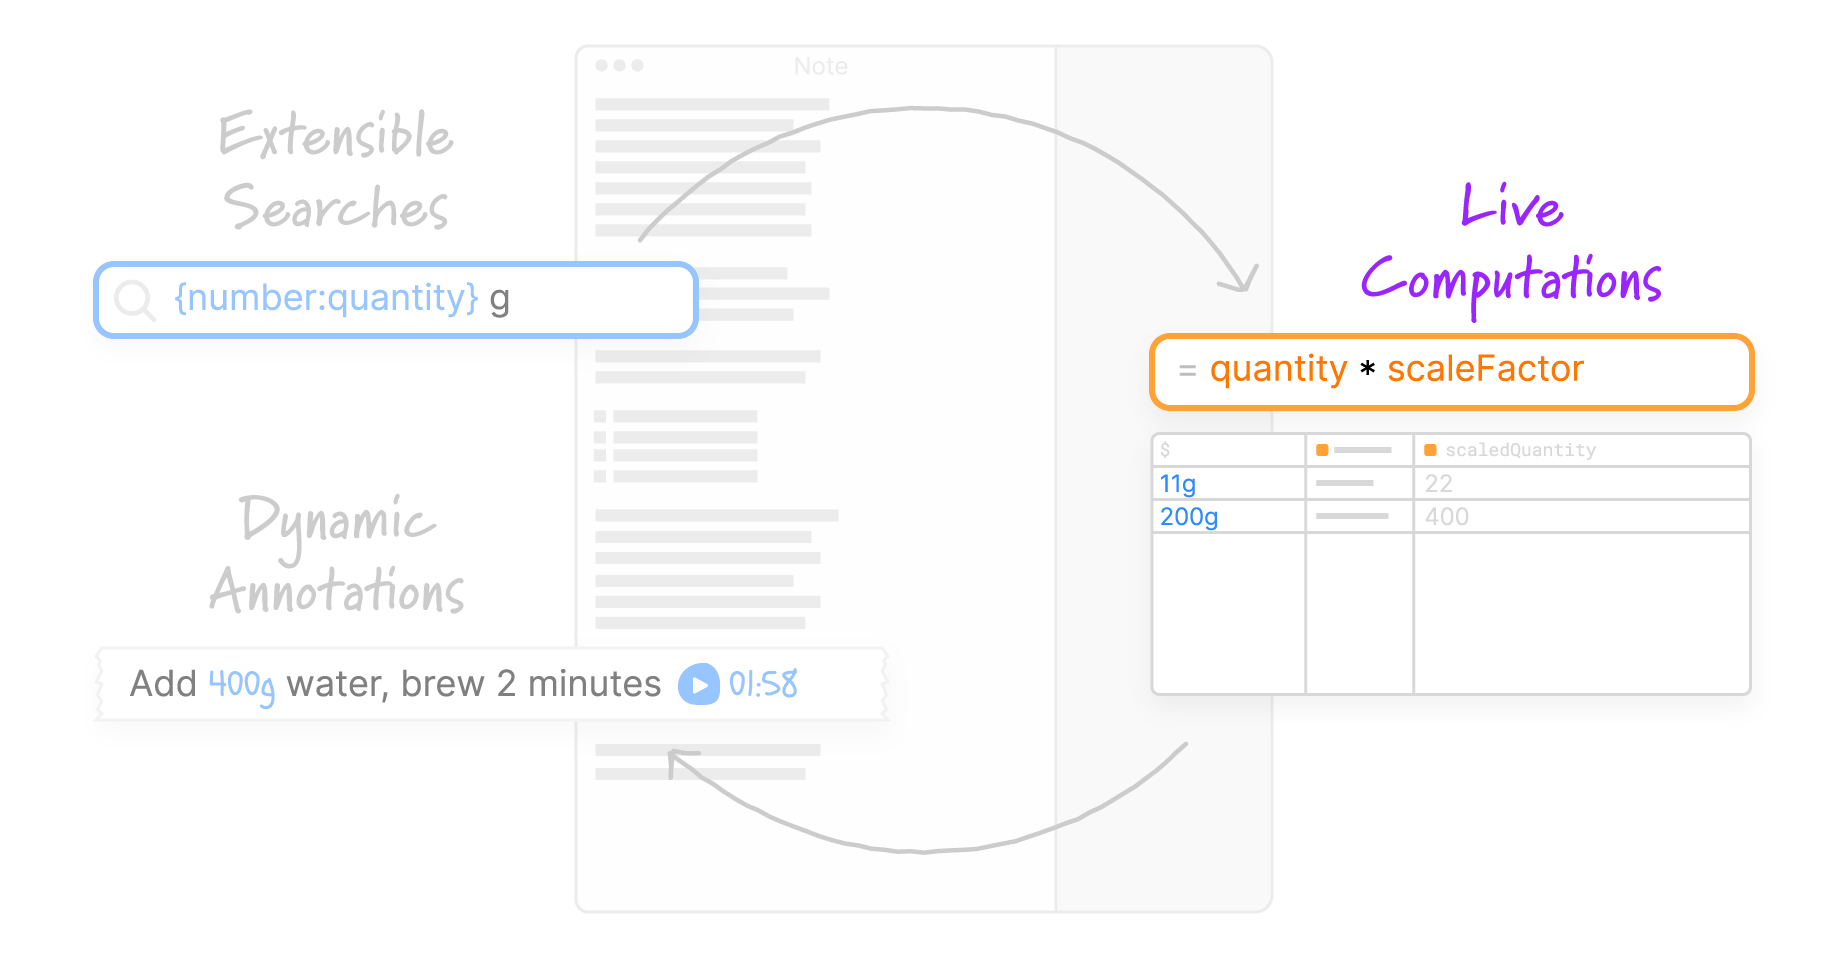 Note
Extensible
Searches
{number:quantity} g
Live
Computations
= quantity * scaleFactor
$ scaledQuantity
11g 22
200g 400
Dynamic
Annotations
Add 400g water, brew 2 minutes 01:58